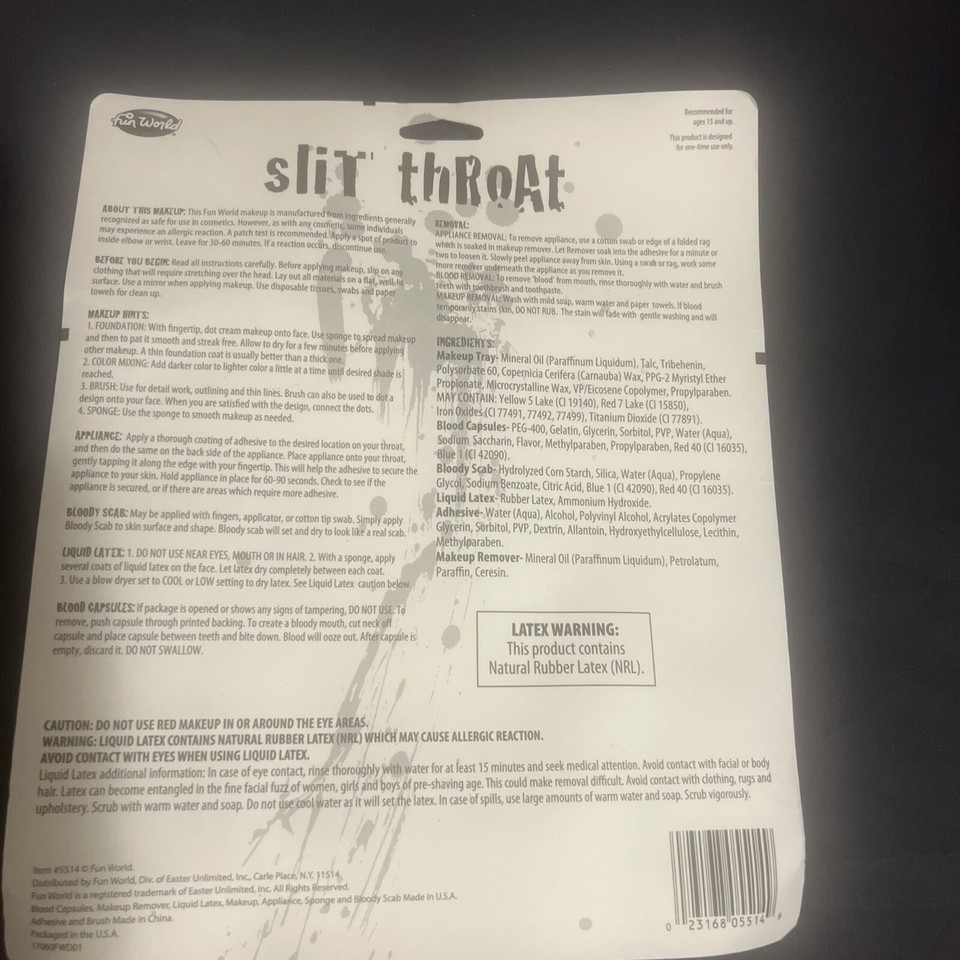 Fun World
Recommended for
ages 15 and up.
This product is designed
for one-time use only.
sliT thRoAt
ABOUT THIS MAKEUP: This Fun World makeup is manufactured from ingredients generally
recognized as safe for use in cosmetics. However, as with any cosmetic, some individuals
may experience an allergic reaction. A patch test is recommended. Apply a spot of product to
inside elbow or wrist. Leave for 30-60 minutes. If a reaction occurs, discontinue use.
BEFORE YOU BEGIN: Read all instructions carefully. Before applying makeup, slip on any
clothing that will require stretching over the head. Lay out all materials on a flat, well-lit
surface. Use a mirror when applying makeup. Use disposable tissues, swabs and paper
towels for clean up.
MAKEUP HINTS:
1. FOUNDATION: With fingertip, dot cream makeup onto face. Use sponge to spread makeup
and then to pat it smooth and streak free. Allow to dry for a few minutes before applying
other makeup. A thin foundation coat is usually better than a thick one.
2. COLOR MIXING: Add darker color to lighter color a little at a time until desired shade is
reached.
3. BRUSH: Use for detail work, outlining and thin lines. Brush can also be used to dot a
design onto your face. When you are satisfied with the design, connect the dots.
4. SPONGE: Use the sponge to smooth makeup as needed.
APPLIANCE: Apply a thorough coating of adhesive to the desired location on your throat,
and then do the same on the back side of the appliance. Place appliance onto your throat,
gently tapping it along the edge with your fingertip. This will help the adhesive to secure the
appliance to your skin. Hold appliance in place for 60-90 seconds. Check to see if the
appliance is secured, or if there are areas which require more adhesive.
BLOODY SCAB: May be applied with fingers, applicator, or cotton tip swab. Simply apply
Bloody Scab to skin surface and shape. Bloody scab will set and dry to look like a real scab.
LIQUID LATEX: 1. DO NOT USE NEAR EYES, MOUTH OR IN HAIR. 2. With a sponge, apply
several coats of liquid latex on the face. Let latex dry completely between each coat.
3. Use a blow dryer set to COOL or LOW setting to dry latex. See Liquid Latex caution below.
BLOOD CAPSULES: If package is opened or shows any signs of tampering, DO NOT USE. To
remove, push capsule through printed backing. To create a bloody mouth, cut neck off
capsule and place capsule between teeth and bite down. Blood will ooze out. After capsule is
empty, discard it. DO NOT SWALLOW.
REMOVAL:
APPLIANCE REMOVAL: To remove appliance, use a cotton swab or edge of a folded rag
which is soaked in makeup remover. Let Remover soak into the adhesive for a minute or
two to loosen it. Slowly peel appliance away from skin. Using a swab or rag, work some
more remover underneath the appliance as you remove it.
BLOOD REMOVAL: To remove 'blood' from mouth, rinse thoroughly with water and brush
teeth with toothbrush and toothpaste.
MAKEUP REMOVAL: Wash with mild soap, warm water and paper towels. If blood
temporarily stains skin, DO NOT RUB. The stain will fade with gentle washing and will
disappear.
INGREDIENTS:
Makeup Tray- Mineral Oil (Paraffinum Liquidum), Talc, Tribehenin,
Polysorbate 60, Copernicia Cerifera (Carnauba) Wax, PPG-2 Myristyl Ether
Propionate, Microcrystalline Wax, VP/Eicosene Copolymer, Propylparaben.
MAY CONTAIN: Yellow 5 Lake (CI 19140), Red 7 Lake (CI 15850),
Iron Oxides (CI 77491, 77492, 77499), Titanium Dioxide (CI 77891).
Blood Capsules- PEG-400, Gelatin, Glycerin, Sorbitol, PVP, Water (Aqua),
Sodium Saccharin, Flavor, Methylparaben, Propylparaben, Red 40 (CI 16035),
Blue 1 (CI 42090).
Bloody Scab- Hydrolyzed Corn Starch, Silica, Water (Aqua), Propylene
Glycol, Sodium Benzoate, Citric Acid, Blue 1 (CI 42090), Red 40 (CI 16035).
Liquid Latex- Rubber Latex, Ammonium Hydroxide.
Adhesive- Water (Aqua), Alcohol, Polyvinyl Alcohol, Acrylates Copolymer
Glycerin, Sorbitol, PVP, Dextrin, Allantoin, Hydroxyethylcellulose, Lecithin,
Methylparaben.
Makeup Remover- Mineral Oil (Paraffinum Liquidum), Petrolatum,
Paraffin, Ceresin.
LATEX WARNING:
This product contains
Natural Rubber Latex (NRL).
CAUTION: DO NOT USE RED MAKEUP IN OR AROUND THE EYE AREAS.
WARNING: LIQUID LATEX CONTAINS NATURAL RUBBER LATEX (NRL) WHICH MAY CAUSE ALLERGIC REACTION.
AVOID CONTACT WITH EYES WHEN USING LIQUID LATEX.
Liquid Latex additional information: In case of eye contact, rinse thoroughly with water for at least 15 minutes and seek medical attention. Avoid contact with facial or body
hair. Latex can become entangled in the fine facial fuzz of women, girls and boys of pre-shaving age. This could make removal difficult. Avoid contact with clothing, rugs and
upholstery. Scrub with warm water and soap. Do not use cool water as it will set the latex. In case of spills, use large amounts of warm water and soap. Scrub vigorously.
Item #5514 © Fun World.
Distributed by Fun World, Div. of Easter Unlimited, Inc., Carle Place, N.Y. 11514
Fun World is a registered trademark of Easter Unlimited, Inc. All Rights Reserved.
Blood Capsules, Makeup Remover, Liquid Latex, Makeup, Appliance, Sponge and Bloody Scab Made in U.S.A.
Adhesive and Brush Made in China.
Packaged in the U.S.A.
17060FWD01
0 23168 05514 9